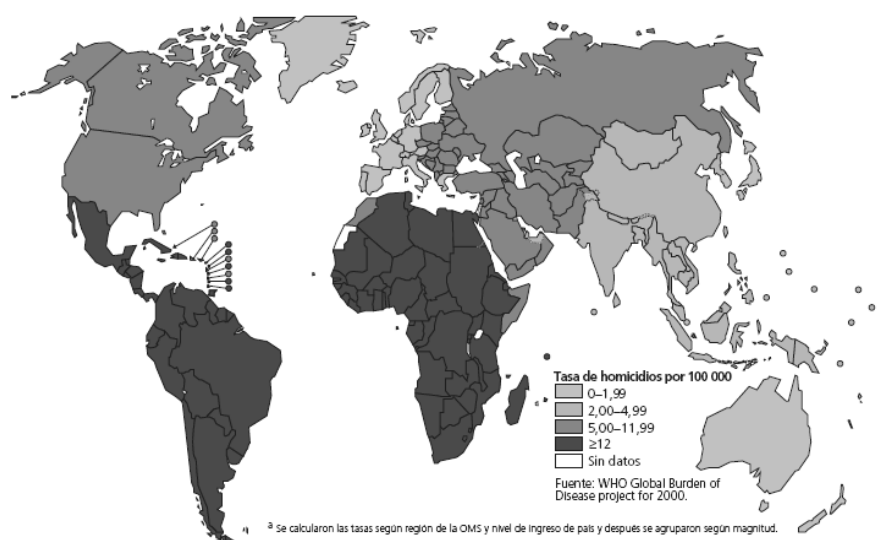 Tasa de homicidios por 100 000
0–1,99
2,00–4,99
5,00–11,99
≥12
Sin datos
Fuente: WHO Global Burden of
Disease project for 2000.
a Se calcularon las tasas según región de la OMS y nivel de ingreso de país y después se agruparon según magnitud.